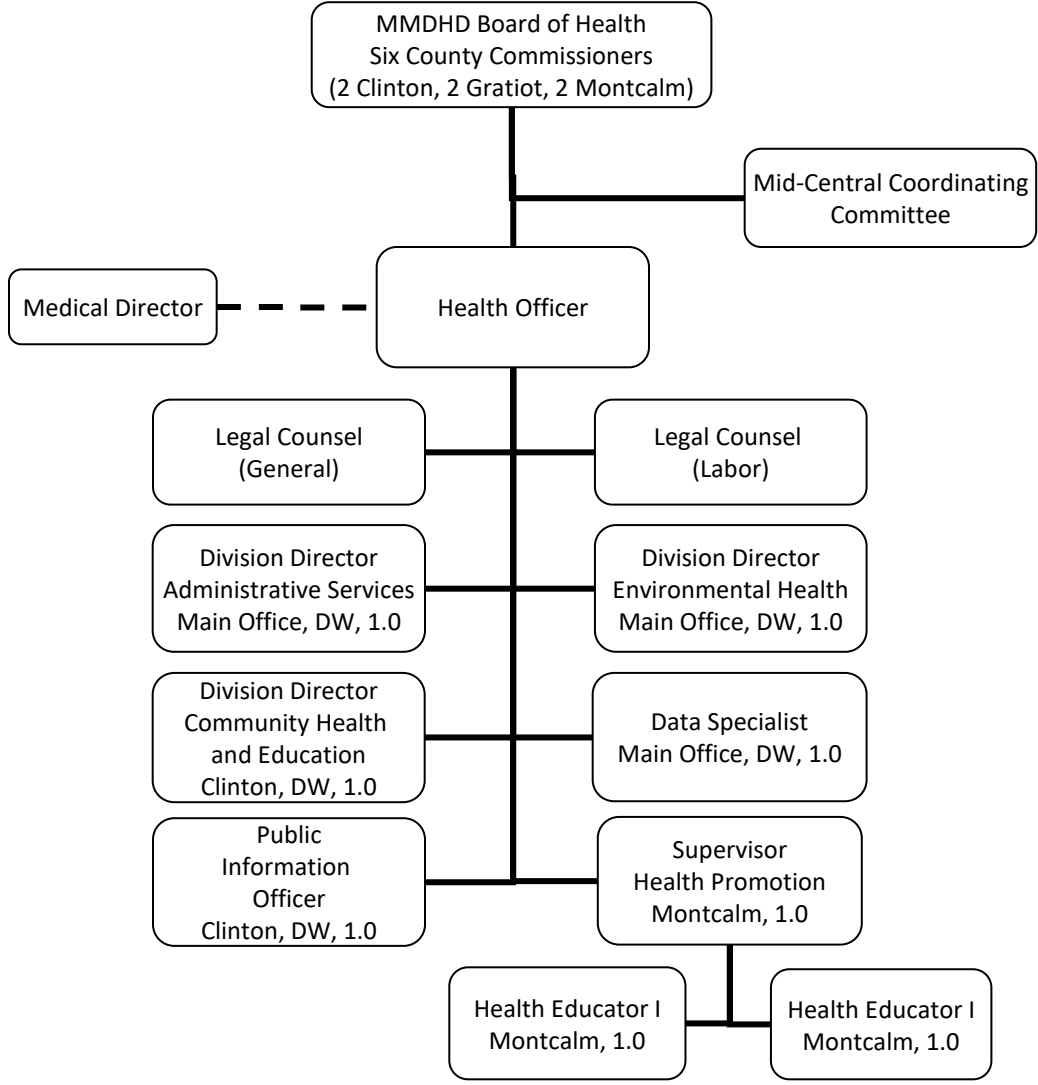 MMDHD Board of Health
Six County Commissioners
(2 Clinton, 2 Gratiot, 2 Montcalm)
Mid-Central Coordinating
Committee
Medical Director
Health Officer
Legal Counsel
(General)
Legal Counsel
(Labor)
Division Director
Administrative Services
Main Office, DW, 1.0
Division Director
Environmental Health
Main Office, DW, 1.0
Division Director
Community Health
and Education
Clinton, DW, 1.0
Data Specialist
Main Office, DW, 1.0
Public
Information
Officer
Clinton, DW, 1.0
Supervisor
Health Promotion
Montcalm, 1.0
Health Educator I
Montcalm, 1.0
Health Educator I
Montcalm, 1.0